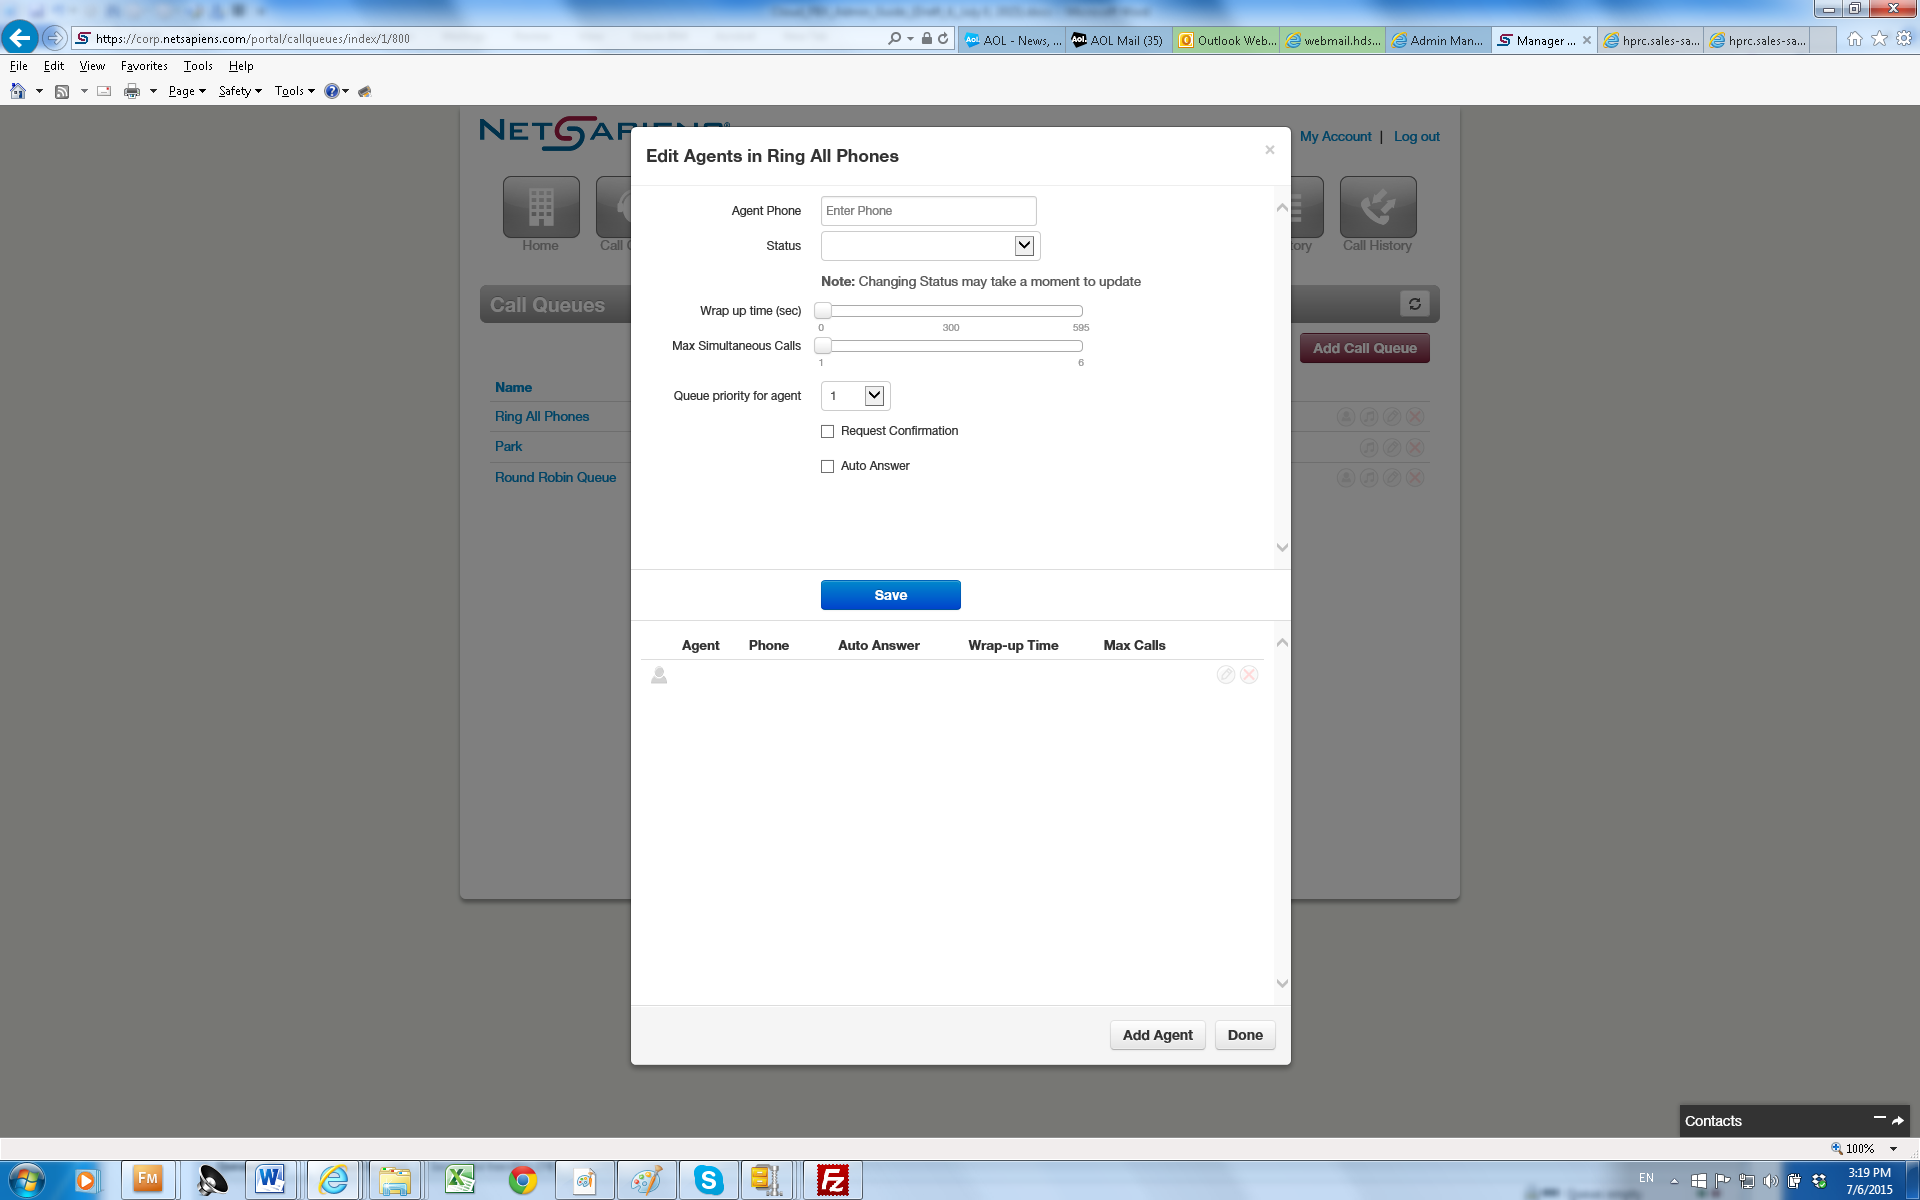 https://corp.netsapiens.com/portal/callqueues/index/1/800
AOL - News, ...
AOL Mail (35)
Outlook Web...
webmail.hds...
Admin Man...
Manager ...
hprc.sales-sa...
hprc.sales-sa...
File Edit View Favorites Tools Help
Page Safety Tools
My Account | Log out
Edit Agents in Ring All Phones
Home
Call History
Call Queues
Add Call Queue
Name
Ring All Phones
Park
Round Robin Queue
Agent Phone
Enter Phone
Status
Note: Changing Status may take a moment to update
Wrap up time (sec)
0 300 595
Max Simultaneous Calls
1 6
Queue priority for agent
1
Request Confirmation
Auto Answer
Save
Agent Phone Auto Answer Wrap-up Time Max Calls
Add Agent
Done
Contacts
100%
FM
EN
3:19 PM
7/6/2015